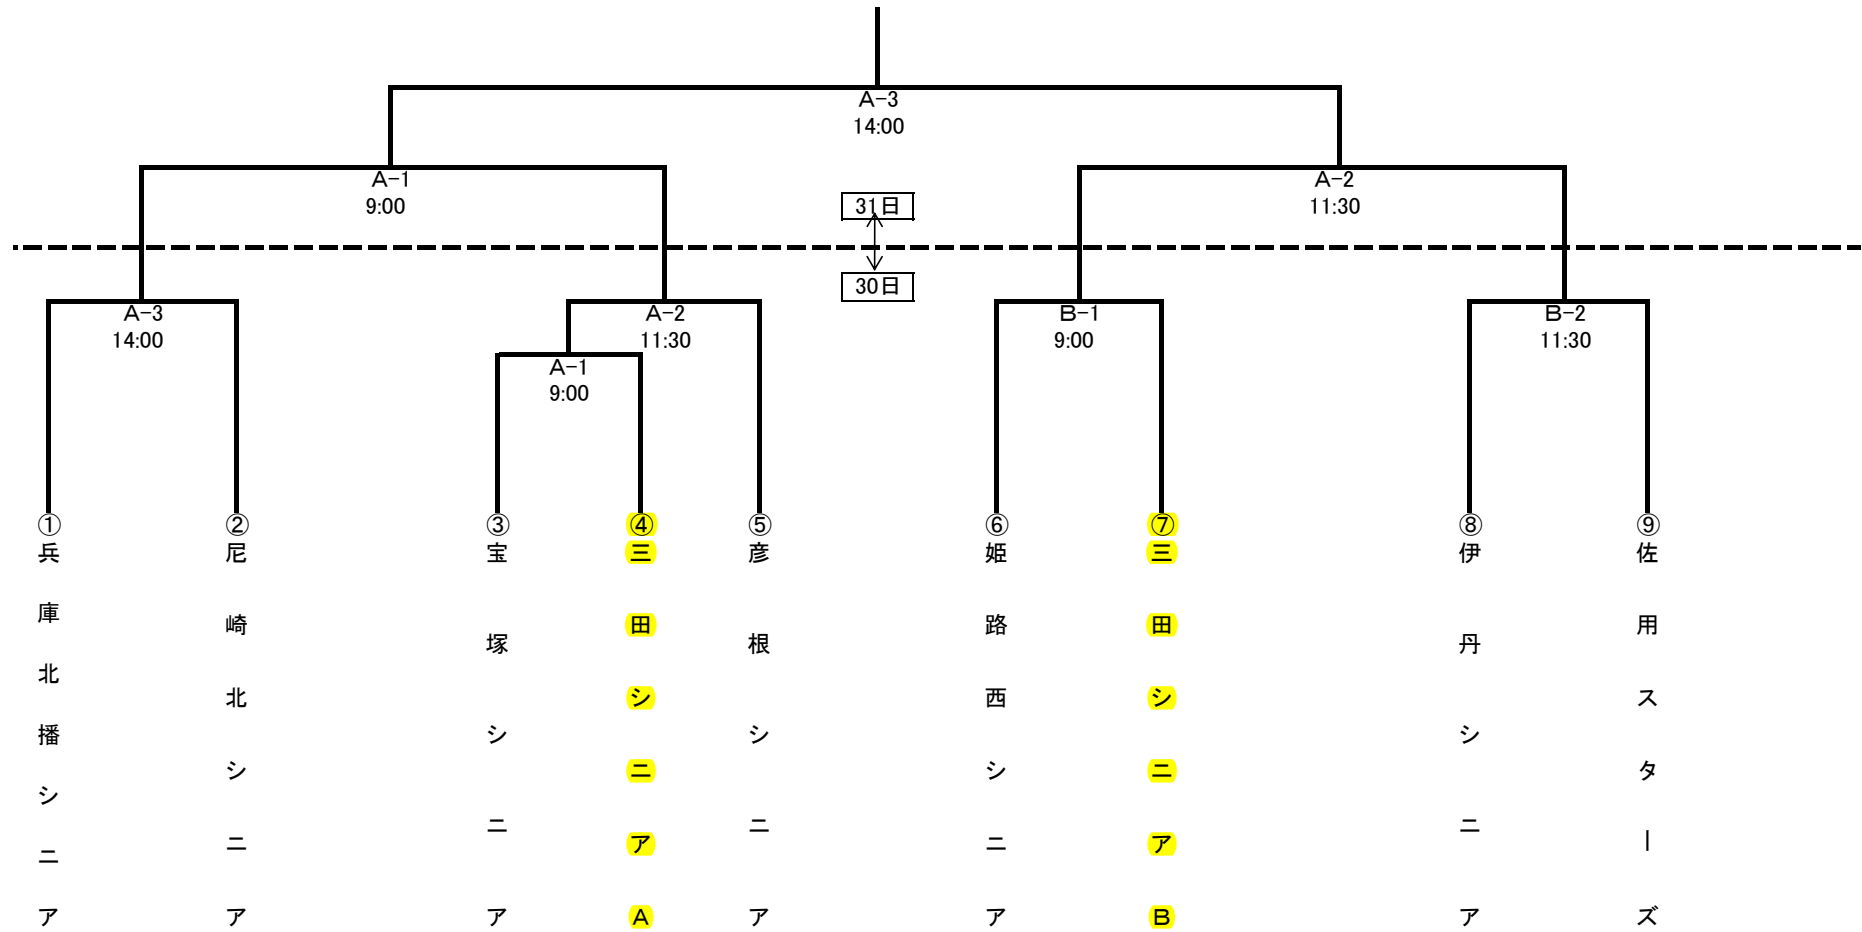 A-3
14:00
A-1
9:00
A-2
11:30
31日
30日
A-3
14:00
A-2
11:30
B-1
9:00
B-2
11:30
A-1
9:00
①兵庫北播シニア
②尼崎北シニア
③宝塚シニア
④三田シニアA
⑤彦根シニア
⑥姫路西シニア
⑦三田シニアB
⑧伊丹シニア
⑨佐用スターズ